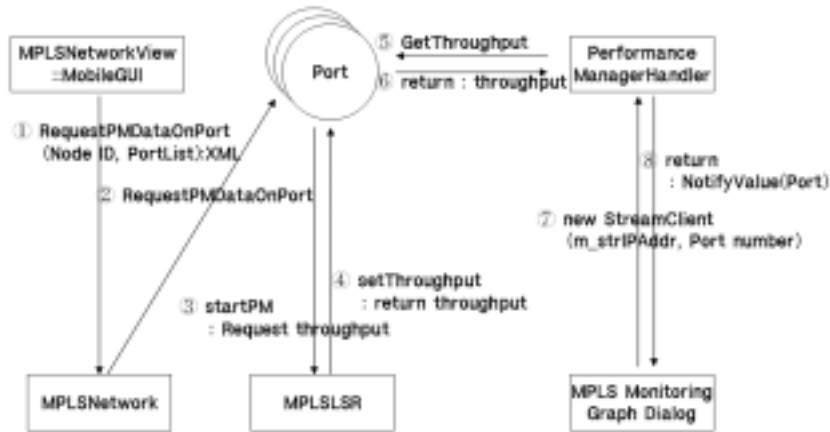 MPLSNetworkView
::MobileGUI
Port
⑤ GetThroughput
⑥ return : throughput
Performance
ManagerHandler
① RequestPMDataOnPort
(Node ID, PortList):XML
② RequestPMDataOnPort
⑧ return
: NotifyValue(Port)
⑦ new StreamClient
(m_strIPAddr, Port number)
④ setThroughput
: return throughput
③ startPM
: Request throughput
MPLSNetwork
MPLSLSR
MPLS Monitoring
Graph Dialog